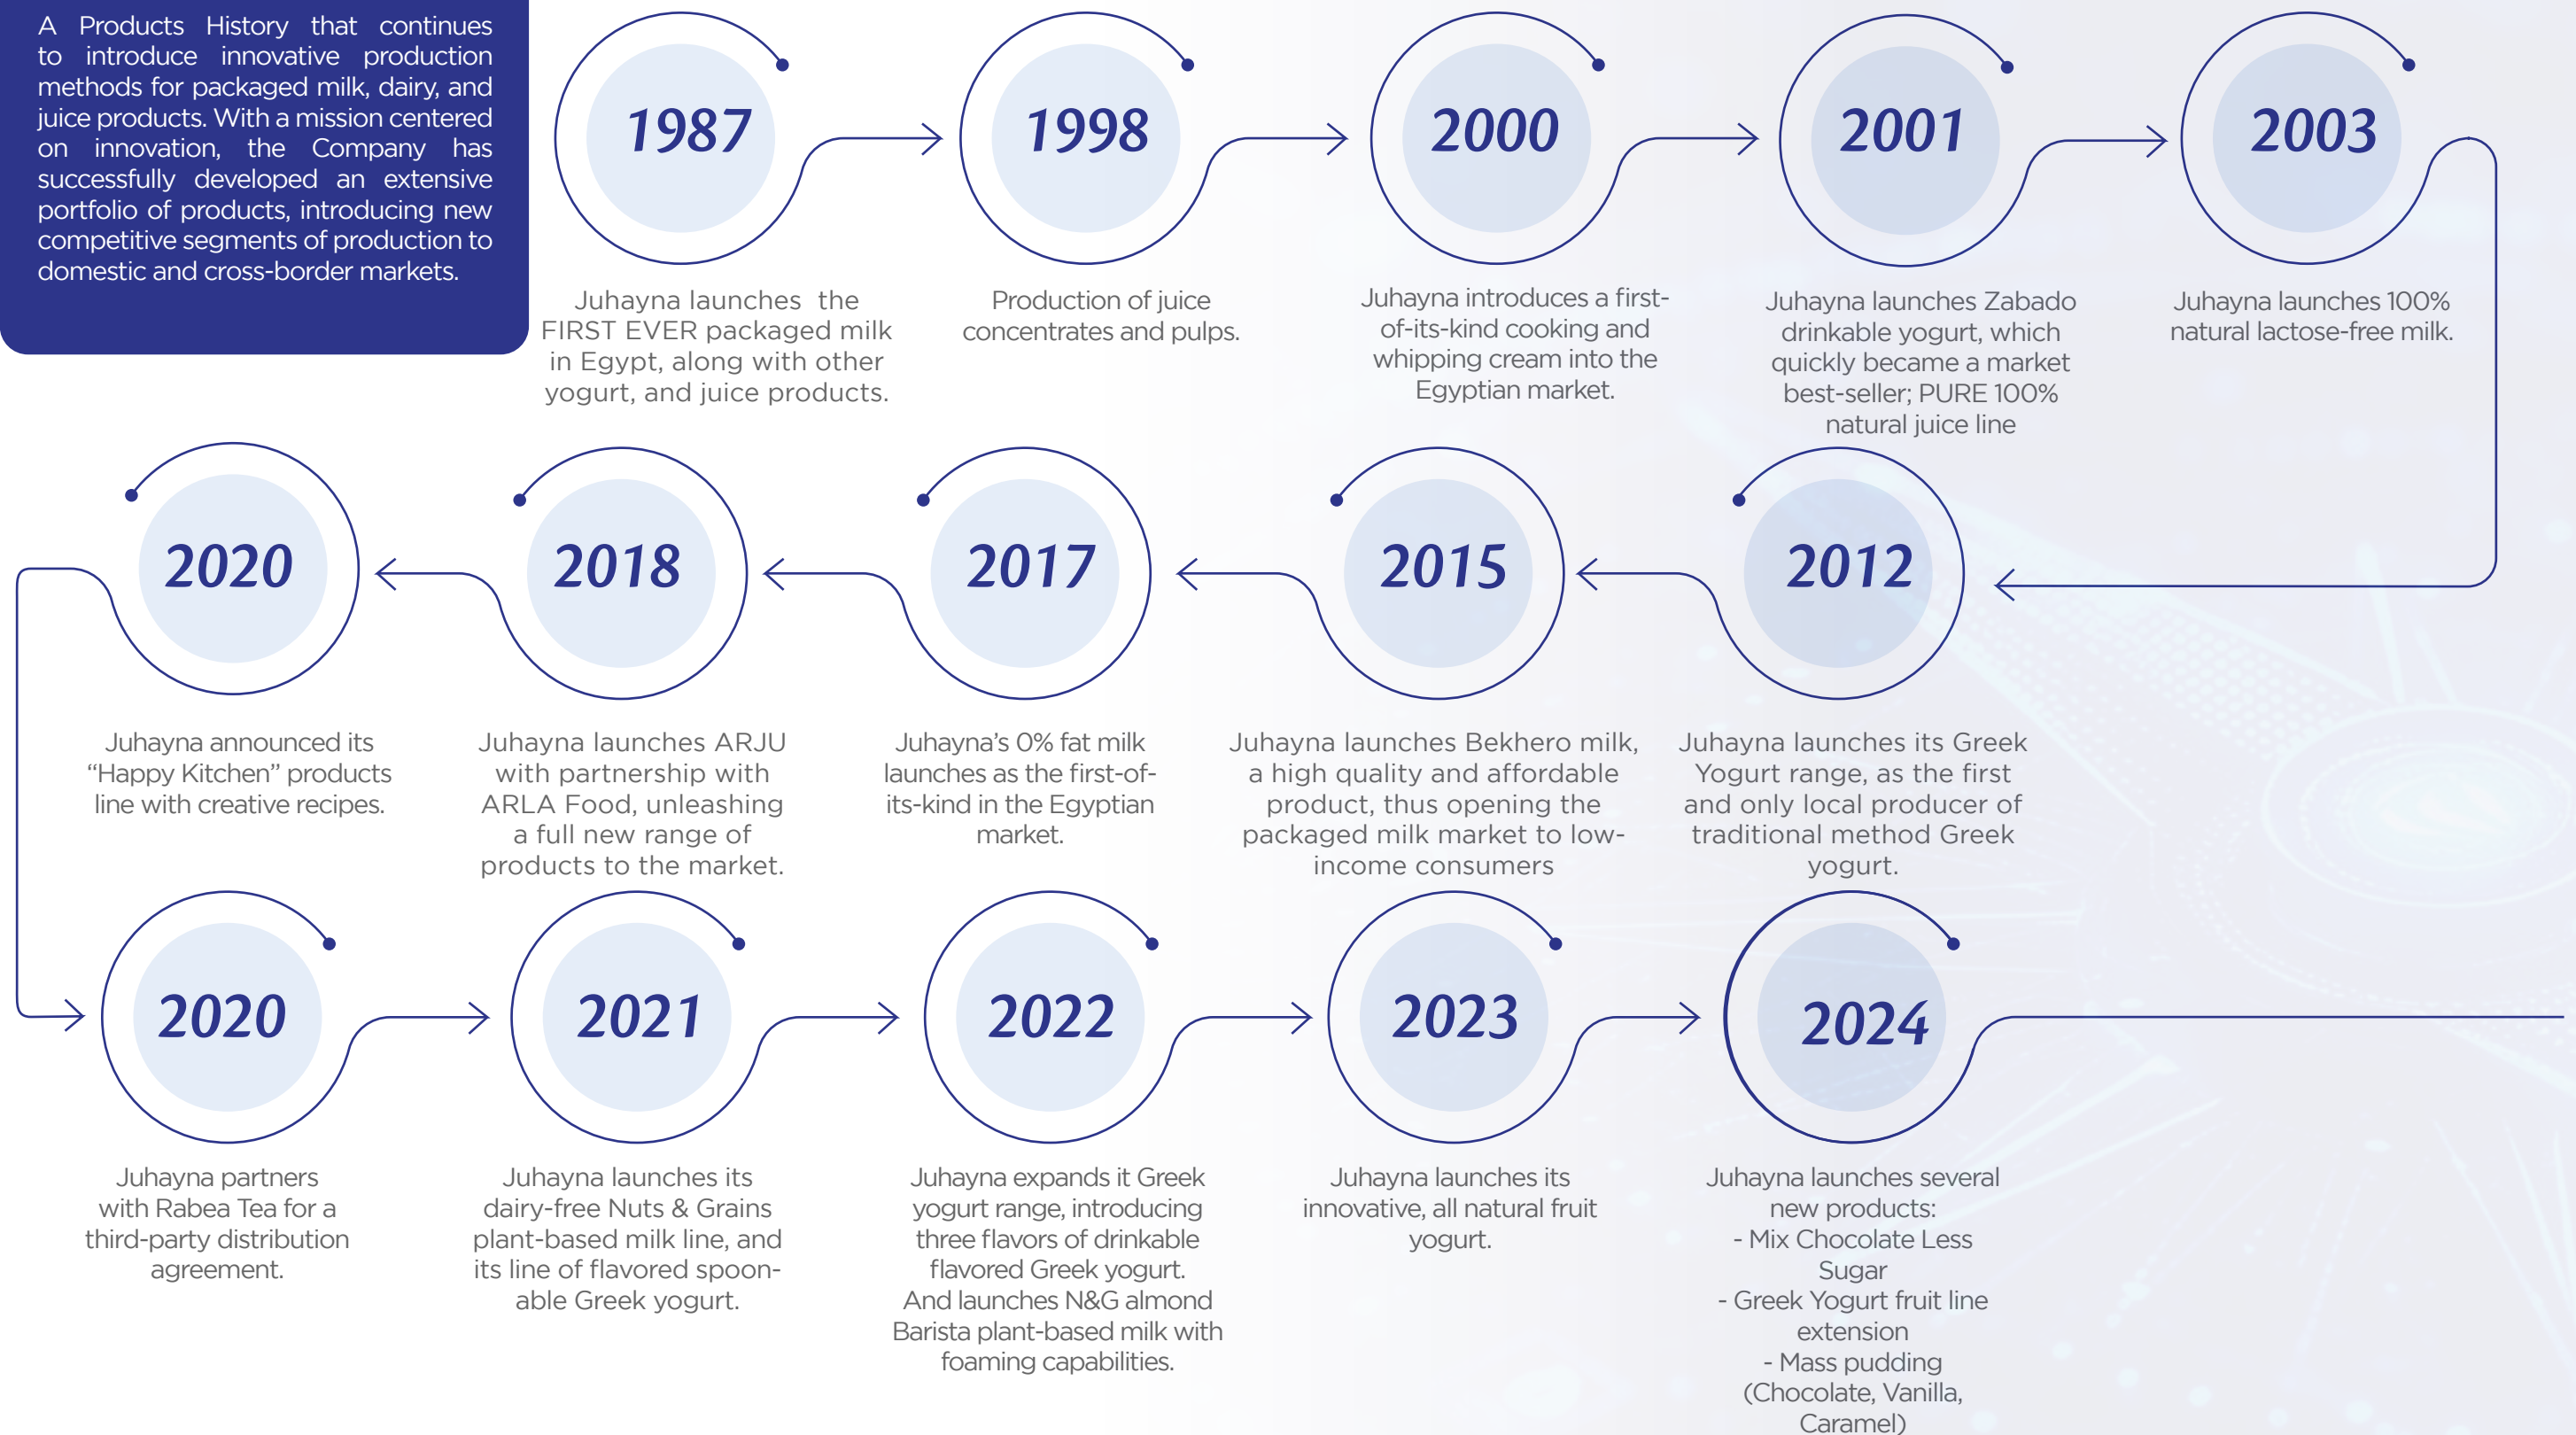 A Products History that continues
to introduce innovative production
methods for packaged milk, dairy, and
juice products. With a mission centered
on innovation, the Company has
successfully developed an extensive
portfolio of products, introducing new
competitive segments of production to
domestic and cross-border markets.
1987
Juhayna launches the
FIRST EVER packaged milk
in Egypt, along with other
yogurt, and juice products.
1998
Production of juice
concentrates and pulps.
2000
Juhayna introduces a first-
of-its-kind cooking and
whipping cream into the
Egyptian market.
2001
Juhayna launches Zabado
drinkable yogurt, which
quickly became a market
best-seller; PURE 100%
natural juice line
2003
Juhayna launches 100%
natural lactose-free milk.
2012
Juhayna launches its Greek
Yogurt range, as the first
and only local producer of
traditional method Greek
yogurt.
2015
Juhayna launches Bekhero milk,
a high quality and affordable
product, thus opening the
packaged milk market to low-
income consumers
2017
Juhayna’s 0% fat milk
launches as the first-of-
its-kind in the Egyptian
market.
2018
Juhayna launches ARJU
with partnership with
ARLA Food, unleashing
a full new range of
products to the market.
2020
Juhayna announced its
“Happy Kitchen” products
line with creative recipes.
2020
Juhayna partners
with Rabea Tea for a
third-party distribution
agreement.
2021
Juhayna launches its
dairy-free Nuts & Grains
plant-based milk line, and
its line of flavored spoon-
able Greek yogurt.
2022
Juhayna expands it Greek
yogurt range, introducing
three flavors of drinkable
flavored Greek yogurt.
And launches N&G almond
Barista plant-based milk with
foaming capabilities.
2023
Juhayna launches its
innovative, all natural fruit
yogurt.
2024
Juhayna launches several
new products:
- Mix Chocolate Less
Sugar
- Greek Yogurt fruit line
extension
- Mass pudding
(Chocolate, Vanilla,
Caramel)